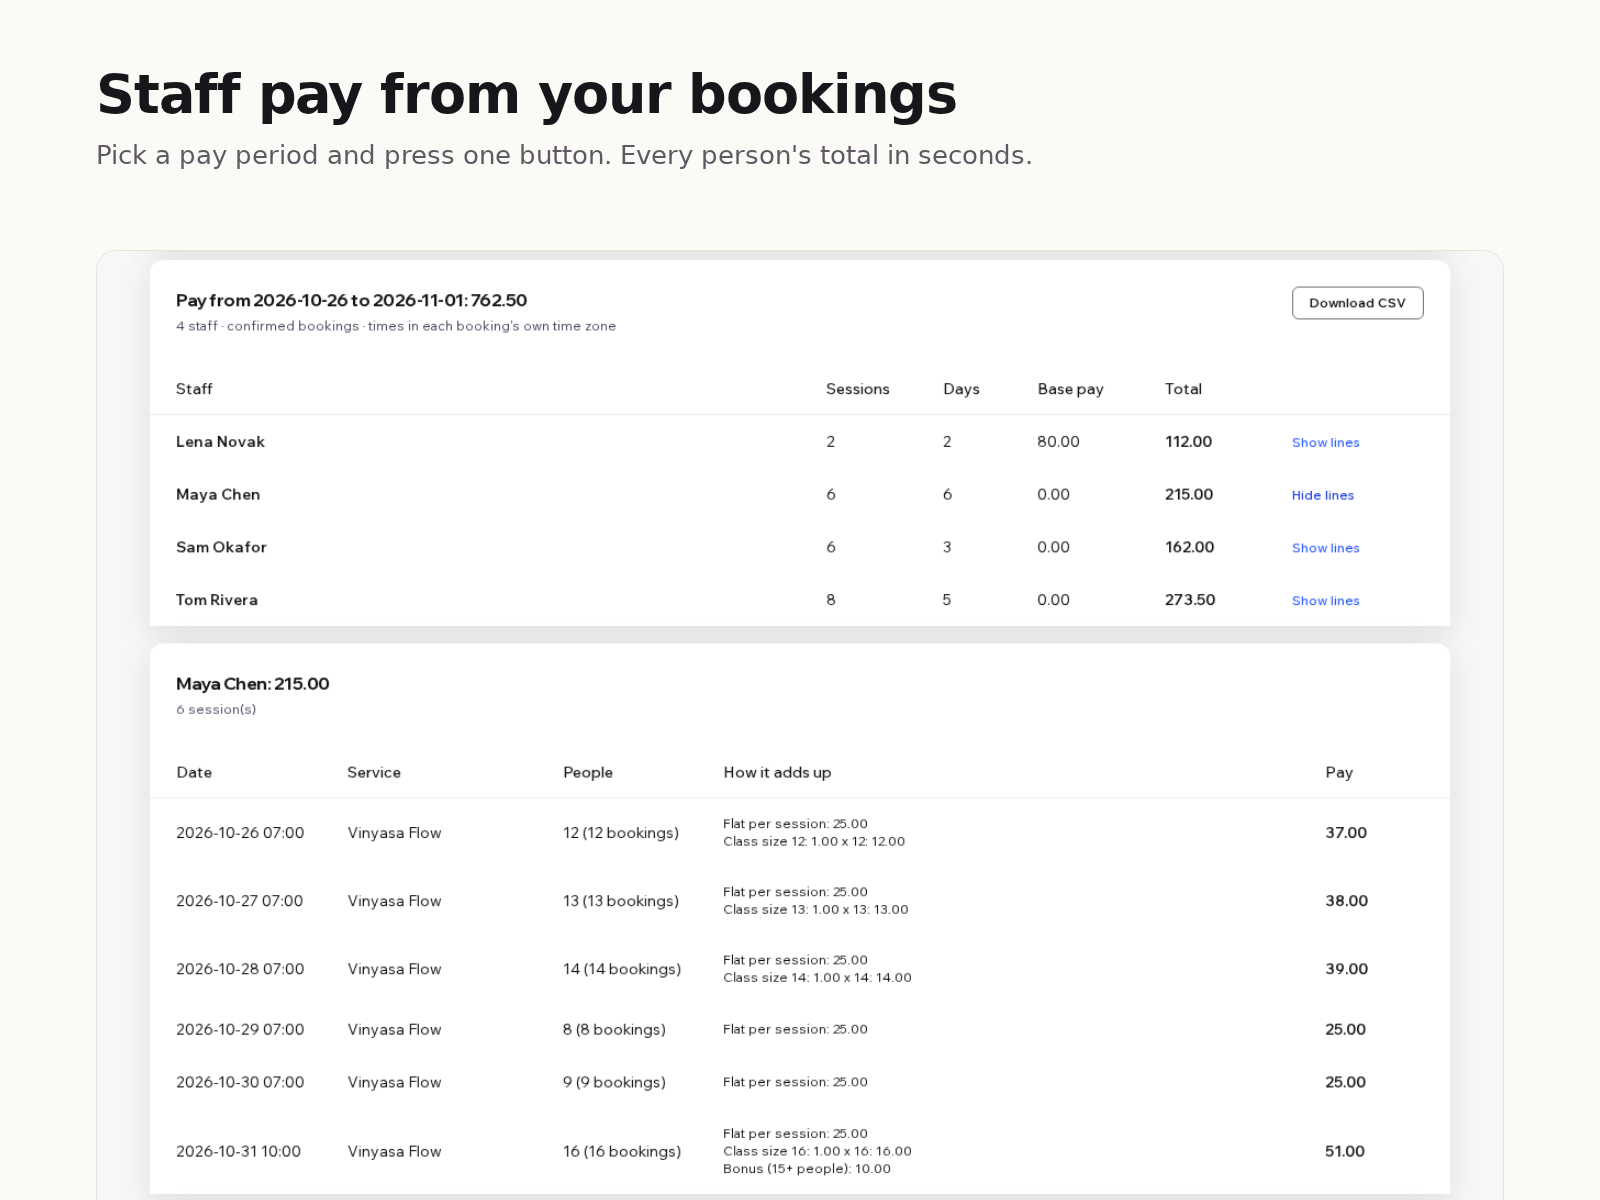 Staff pay from your bookings
Pick a pay period and press one button. Every person's total in seconds.
Pay from 2026-10-26 to 2026-11-01: 762.50
Download CSV
4 staff · confirmed bookings · times in each booking's own time zone
Staff Sessions Days Base pay Total
Lena Novak 2 2 80.00 112.00 Show lines
Maya Chen 6 6 0.00 215.00 Hide lines
Sam Okafor 6 3 0.00 162.00 Show lines
Tom Rivera 8 5 0.00 273.50 Show lines
Maya Chen: 215.00
6 session(s)
Date Service People How it adds up Pay
2026-10-26 07:00 Vinyasa Flow 12 (12 bookings) Flat per session: 25.00 37.00
Class size 12: 1.00 x 12: 12.00
2026-10-27 07:00 Vinyasa Flow 13 (13 bookings) Flat per session: 25.00 38.00
Class size 13: 1.00 x 13: 13.00
2026-10-28 07:00 Vinyasa Flow 14 (14 bookings) Flat per session: 25.00 39.00
Class size 14: 1.00 x 14: 14.00
2026-10-29 07:00 Vinyasa Flow 8 (8 bookings) Flat per session: 25.00 25.00
2026-10-30 07:00 Vinyasa Flow 9 (9 bookings) Flat per session: 25.00 25.00
2026-10-31 10:00 Vinyasa Flow 16 (16 bookings) Flat per session: 25.00 51.00
Class size 16: 1.00 x 16: 16.00
Bonus (15+ people): 10.00